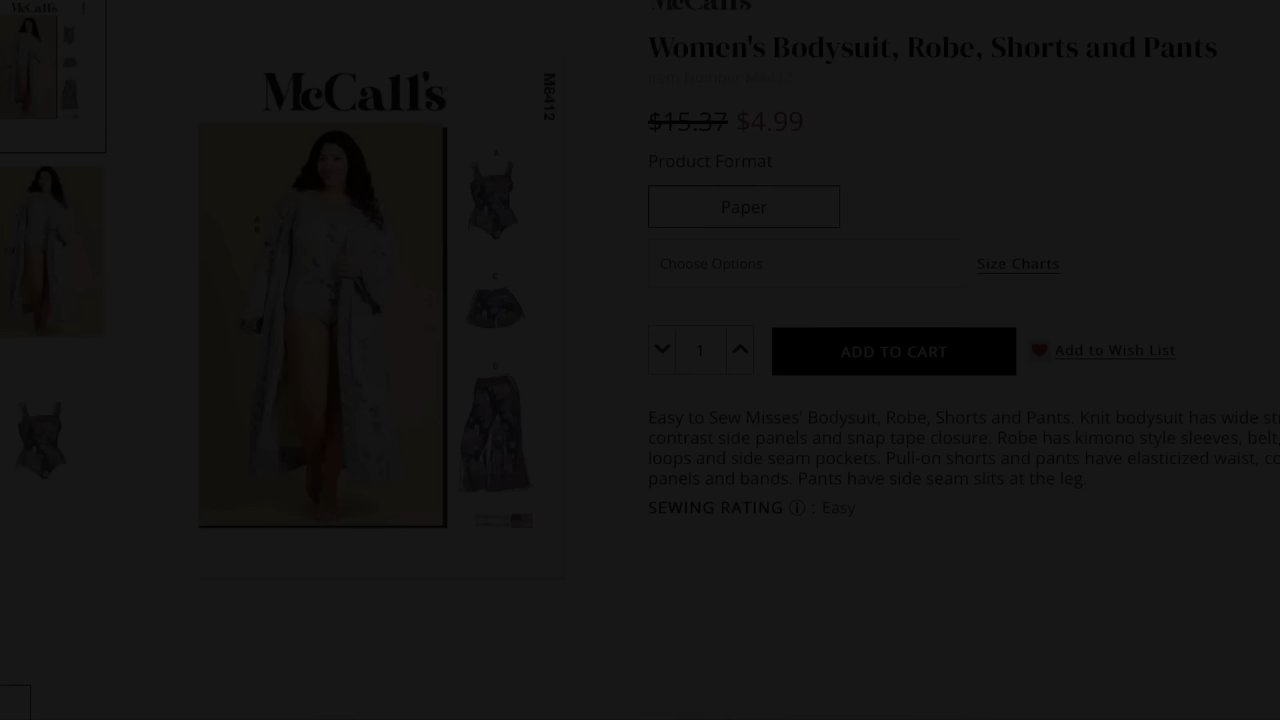 McCall's
McCall's
Women's Bodysuit, Robe, Shorts and Pants
Item Number M8412
$15.37 $4.99
Product Format
Paper
Choose Options
Size Charts
1
ADD TO CART
Add to Wish List
Easy to Sew Misses' Bodysuit, Robe, Shorts and Pants. Knit bodysuit has wide
contrast side panels and snap tape closure. Robe has kimono style sleeves, belt,
loops and side seam pockets. Pull-on shorts and pants have elasticized waist,
panels and bands. Pants have side seam slits at the leg.
SEWING RATING ⓘ : Easy
McCall's
M8412
A
C